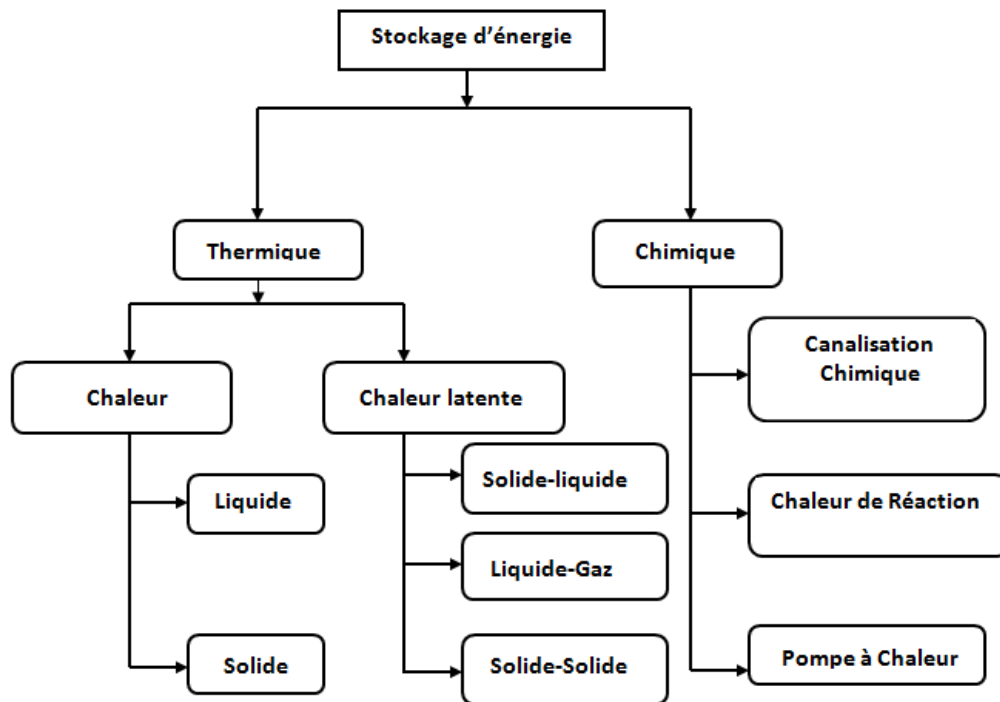 Stockage d’énergie
Thermique
Chimique
Canalisation
Chimique
Chaleur
Chaleur latente
Solide-liquide
Liquide
Chaleur de Réaction
Liquide-Gaz
Solide
Solide-Solide
Pompe à Chaleur